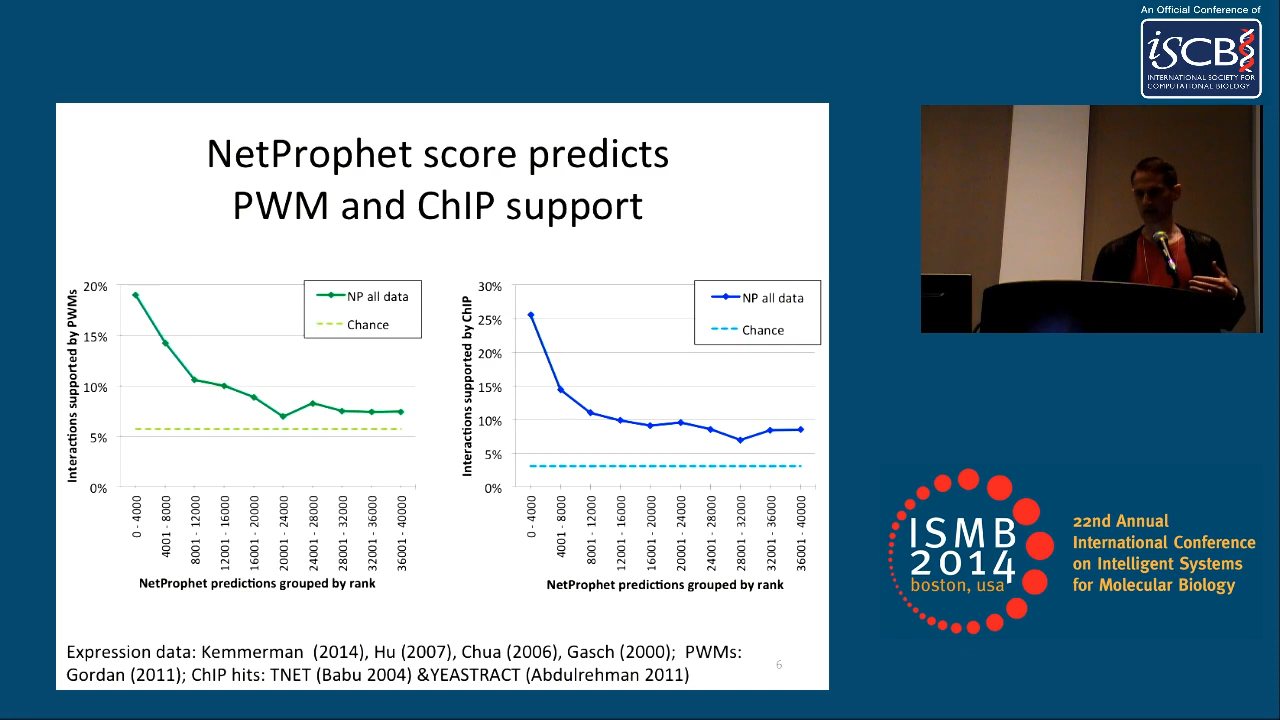 An Official Conference of
iSCB
INTERNATIONAL SOCIETY FOR
COMPUTATIONAL BIOLOGY
NetProphet score predicts
PWM and ChIP support
Interactions supported by PWMs
20%
15%
10%
5%
0%
NP all data
Chance
0 - 4000
4001 - 8000
8001 - 12000
12001 - 16000
16001 - 20000
20001 - 24000
24001 - 28000
28001 - 32000
32001 - 36000
36001 - 40000
NetProphet predictions grouped by rank
Interactions supported by ChIP
30%
25%
20%
15%
10%
5%
0%
NP all data
Chance
0 - 4000
4001 - 8000
8001 - 12000
12001 - 16000
16001 - 20000
20001 - 24000
24001 - 28000
28001 - 32000
32001 - 36000
36001 - 40000
NetProphet predictions grouped by rank
Expression data: Kemmerman (2014), Hu (2007), Chua (2006), Gasch (2000); PWMs:
Gordan (2011); ChIP hits: TNET (Babu 2004) &YEASTRACT (Abdulrehman 2011)
6
ISMB
2014
boston, usa
22nd Annual
International Conference
on Intelligent Systems
for Molecular Biology